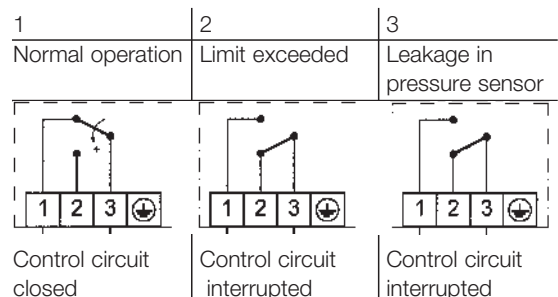 1 2 3
Normal operation Limit exceeded Leakage in
pressure sensor
+
1 2 3 1 2 3 1 2 3
Control circuit Control circuit Control circuit
closed interrupted interrupted